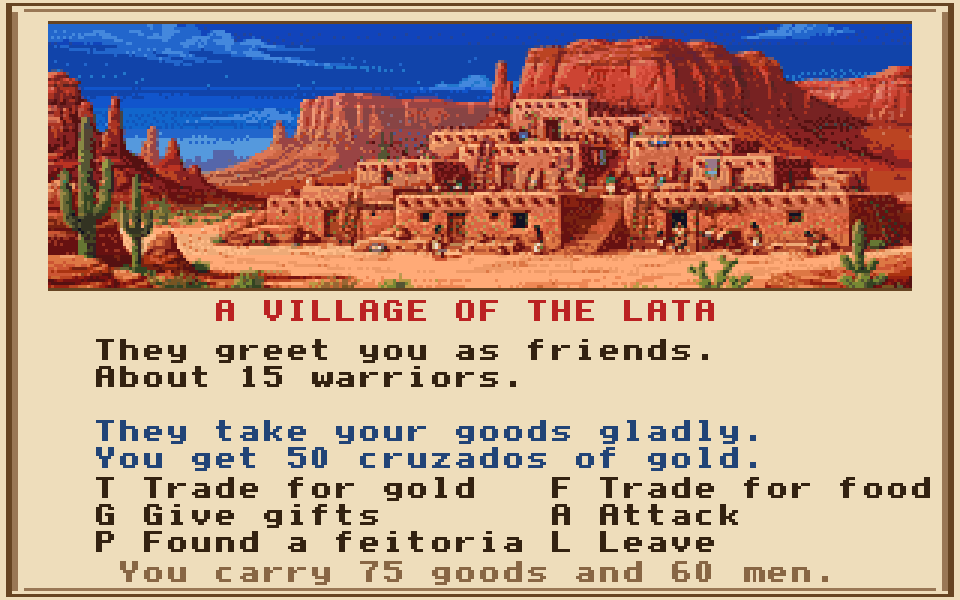 A VILLAGE OF THE LATA
They greet you as friends.
About 15 warriors.
They take your goods gladly.
You get 50 cruzados of gold.
T Trade for gold F Trade for food
G Give gifts A Attack
P Found a feitoria L Leave
You carry 75 goods and 60 men.